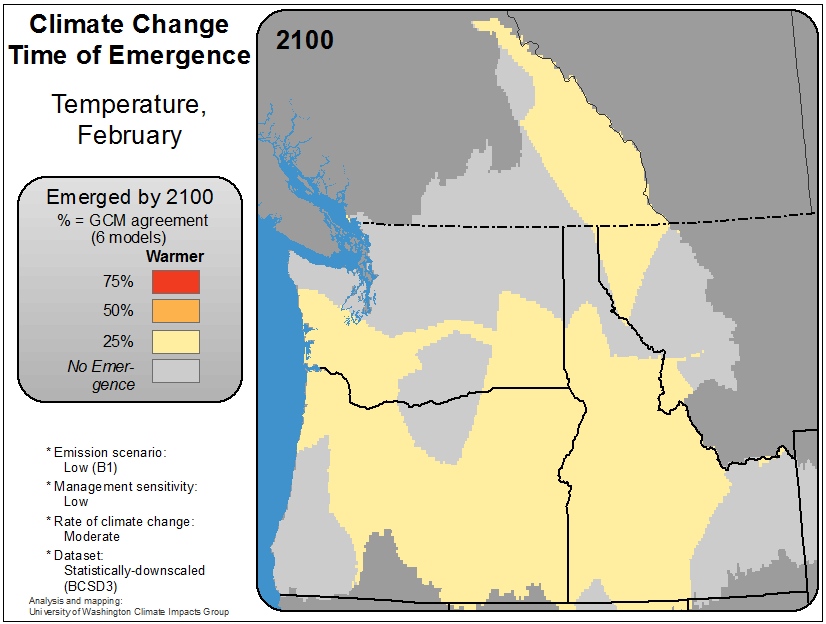 Climate Change
Time of Emergence
Temperature,
February
Emerged by 2100
% = GCM agreement
(6 models)
Warmer
75%
50%
25%
No Emer-
gence
* Emission scenario:
Low (B1)
* Management sensitivity:
Low
* Rate of climate change:
Moderate
* Dataset:
Statistically-downscaled
(BCSD3)
Analysis and mapping:
University of Washington Climate Impacts Group
2100